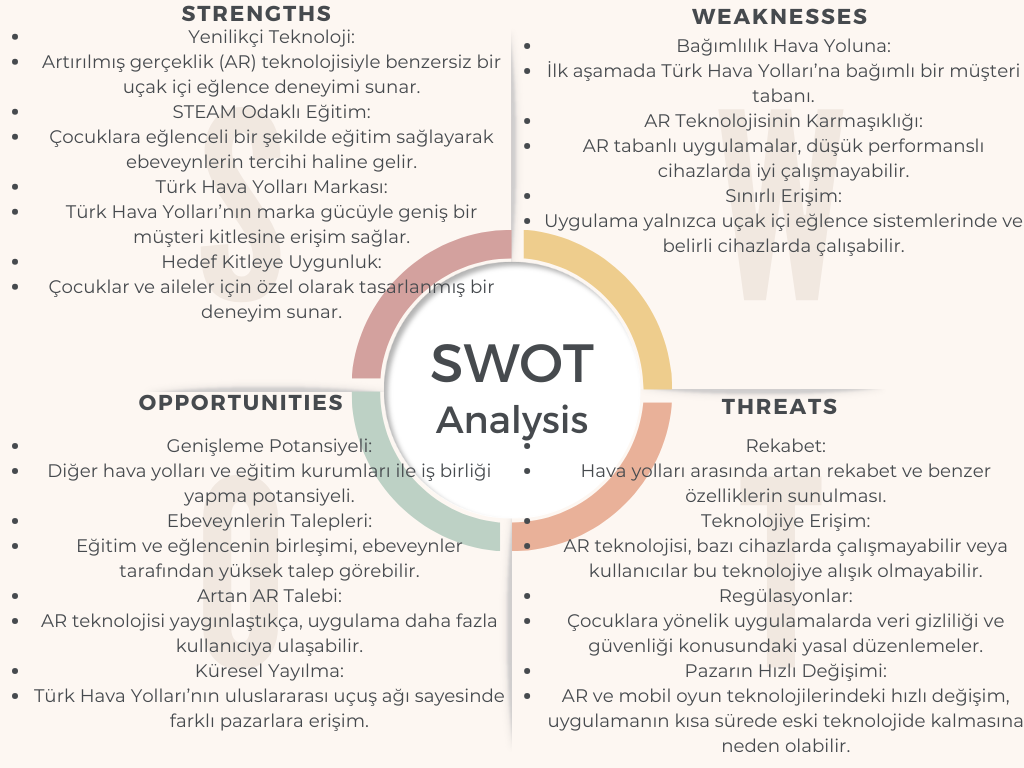 STRENGTHS
• Yenilikçi Teknoloji:
• Artırılmış gerçeklik (AR) teknolojisiyle benzersiz bir
uçak içi eğlence deneyimi sunar.
• STEAM Odaklı Eğitim:
• Çocuklara eğlenceli bir şekilde eğitim sağlayarak
ebeveynlerin tercihi haline gelir.
• Türk Hava Yolları Markası:
• Türk Hava Yolları’nın marka gücüyle geniş bir
müşteri kitlesine erişim sağlar.
• Hedef Kitleye Uygunluk:
• Çocuklar ve aileler için özel olarak tasarlanmış bir
deneyim sunar.
S
WEAKNESSES
• Bağımlılık Hava Yoluna:
• İlk aşamada Türk Hava Yolları’na bağımlı bir müşteri
tabanı.
• AR Teknolojisinin Karmaşıklığı:
• AR tabanlı uygulamalar, düşük performanslı
cihazlarda iyi çalışmayabilir.
• Sınırlı Erişim:
• Uygulama yalnızca uçak içi eğlence sistemlerinde ve
belirli cihazlarda çalışabilir.
W
SWOT
Analysis
OPPORTUNITIES
• Genişleme Potansiyeli:
• Diğer hava yolları ve eğitim kurumları ile iş birliği
yapma potansiyeli.
• Ebeveynlerin Talepleri:
• Eğitim ve eğlencenin birleşimi, ebeveynler
tarafından yüksek talep görebilir.
• Artan AR Talebi:
• AR teknolojisi yaygınlaştıkça, uygulama daha fazla
kullanıcıya ulaşabilir.
• Küresel Yayılma:
• Türk Hava Yolları’nın uluslararası uçuş ağı sayesinde
farklı pazarlara erişim.
O
THREATS
• Rekabet:
• Hava yolları arasında artan rekabet ve benzer
özelliklerin sunulması.
• Teknolojiye Erişim:
• AR teknolojisi, bazı cihazlarda çalışmayabilir veya
kullanıcılar bu teknolojiye alışık olmayabilir.
• Regülasyonlar:
• Çocuklara yönelik uygulamalarda veri gizliliği ve
güvenliği konusundaki yasal düzenlemeler.
• Pazarın Hızlı Değişimi:
• AR ve mobil oyun teknolojilerindeki hızlı değişim,
uygulamanın kısa sürede eski teknolojide kalmasına
neden olabilir.
T